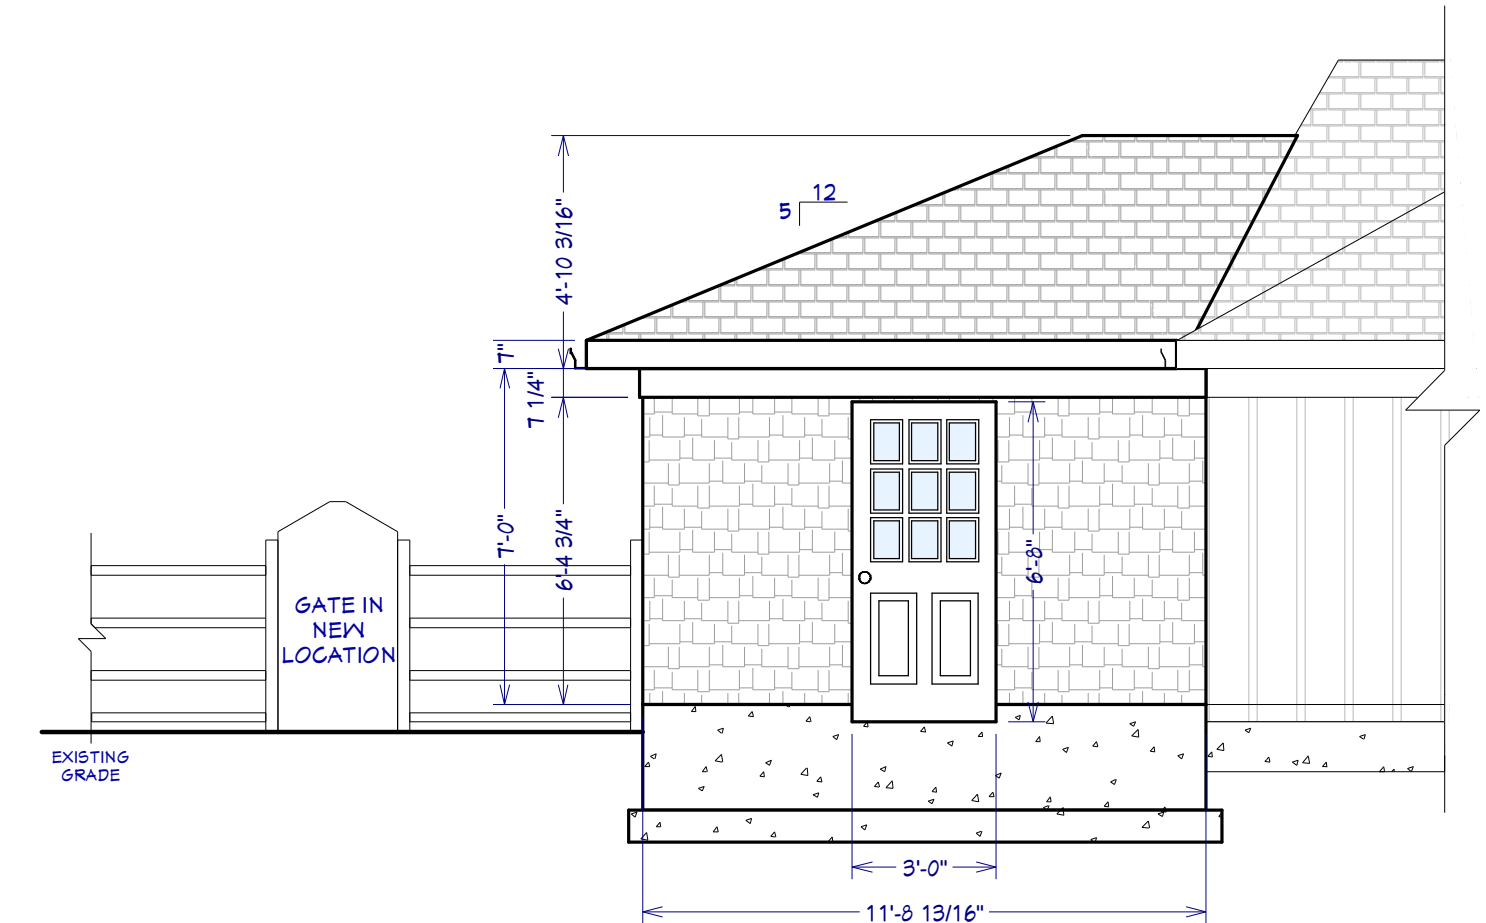 12
5
4'-10 3/16"
7"
7 1/4"
7'-0"
6'-4 3/4"
6'-8"
GATE IN
NEW
LOCATION
EXISTING
GRADE
3'-0"
11'-8 13/16"